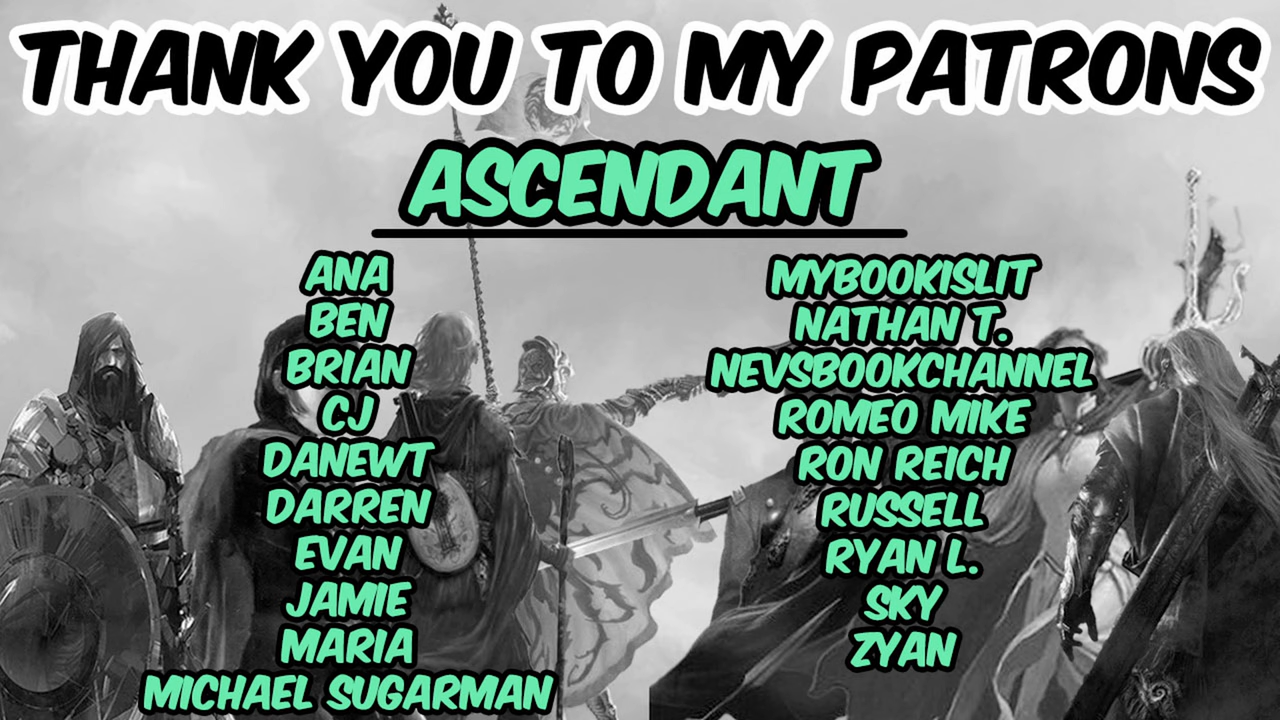 THANK YOU TO MY PATRONS
ASCENDANT
ANA
BEN
BRIAN
CJ
DANEWT
DARREN
EVAN
JAMIE
MARIA
MICHAEL SUGARMAN
MYBOOKISLIT
NATHAN T.
NEVSBOOKCHANNEL
ROMEO MIKE
RON REICH
RUSSELL
RYAN L.
SKY
ZYAN